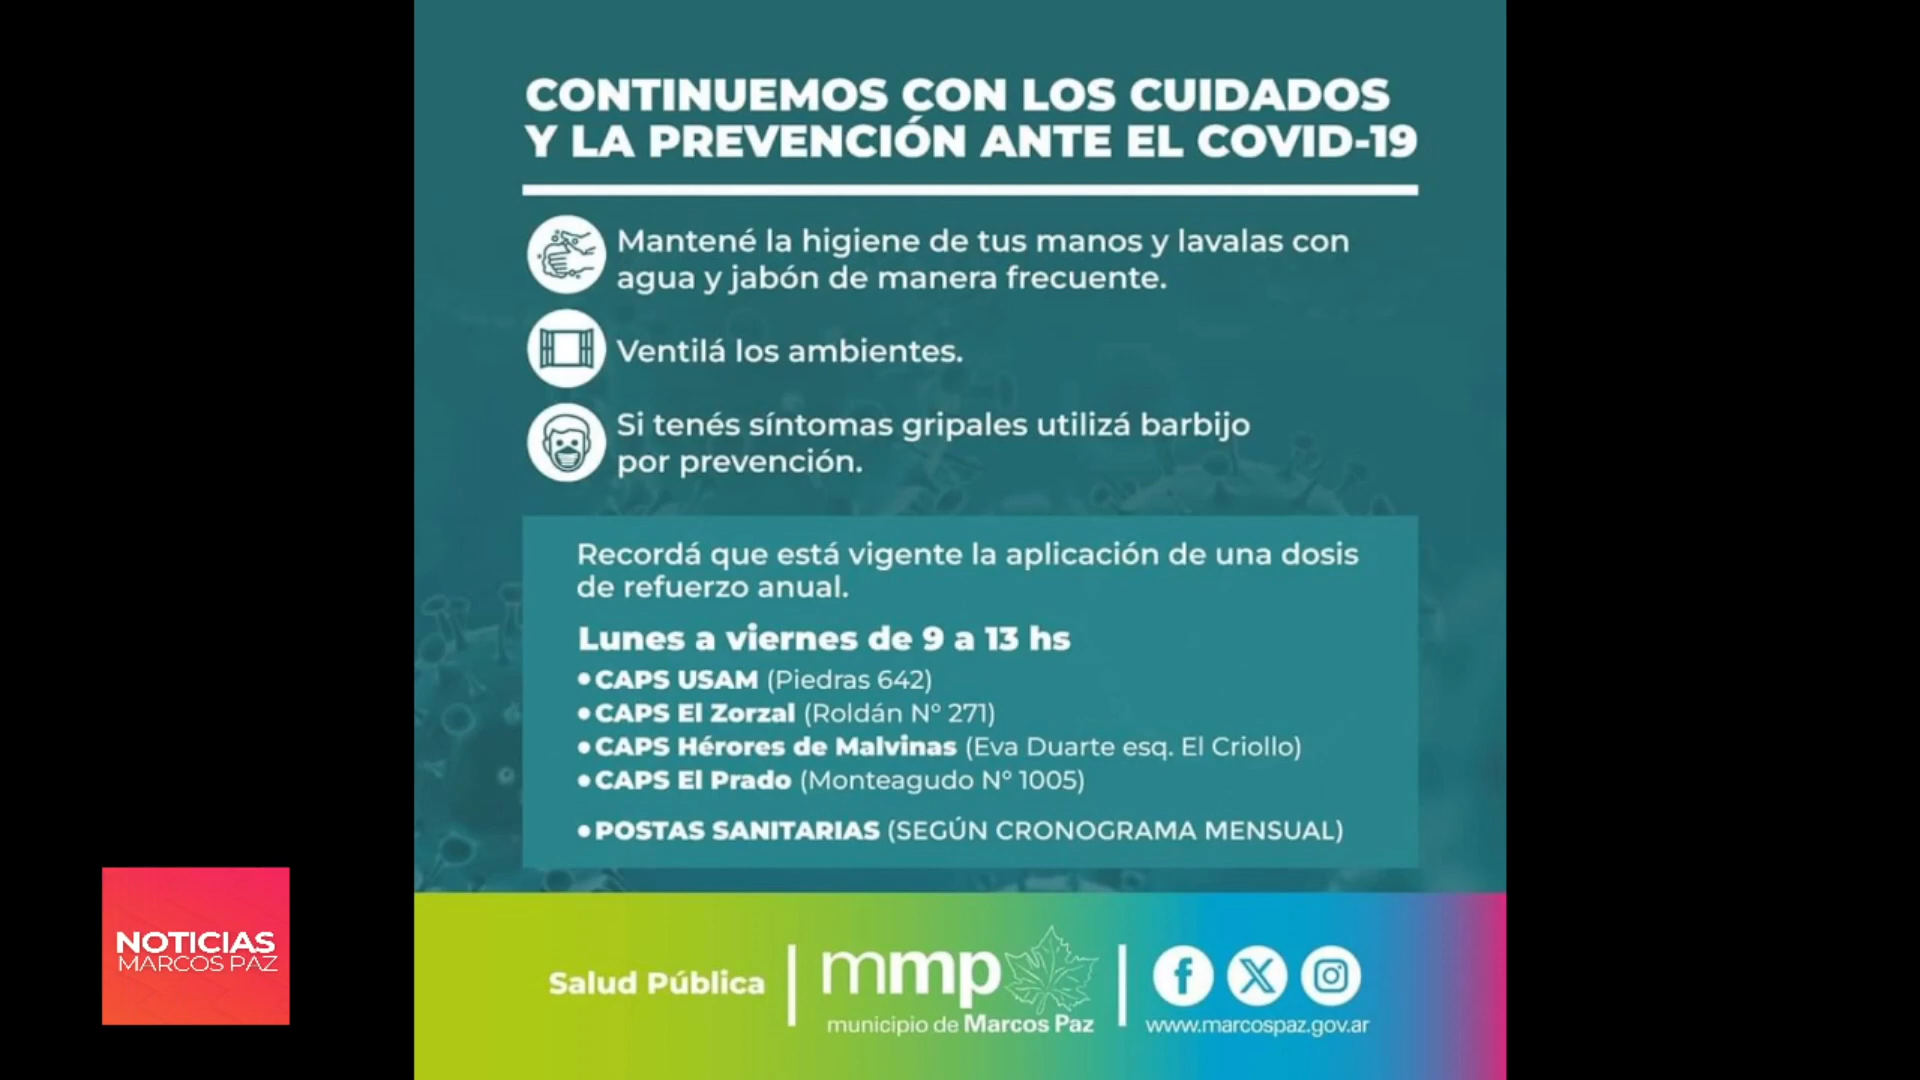 CONTINUEMOS CON LOS CUIDADOS
Y LA PREVENCIÓN ANTE EL COVID-19
Mantené la higiene de tus manos y lavalas con
agua y jabón de manera frecuente.
Ventilá los ambientes.
Si tenés síntomas gripales utilizá barbijo
por prevención.
Recordá que está vigente la aplicación de una dosis
de refuerzo anual.
Lunes a viernes de 9 a 13 hs
•CAPS USAM (Piedras 642)
•CAPS El Zorzal (Roldán N° 271)
•CAPS Hérores de Malvinas (Eva Duarte esq. El Criollo)
•CAPS El Prado (Monteagudo N° 1005)
•POSTAS SANITARIAS (SEGÚN CRONOGRAMA MENSUAL)
NOTICIAS
MARCOS PAZ
Salud Pública
mmp
municipio de Marcos Paz
www.marcospaz.gov.ar